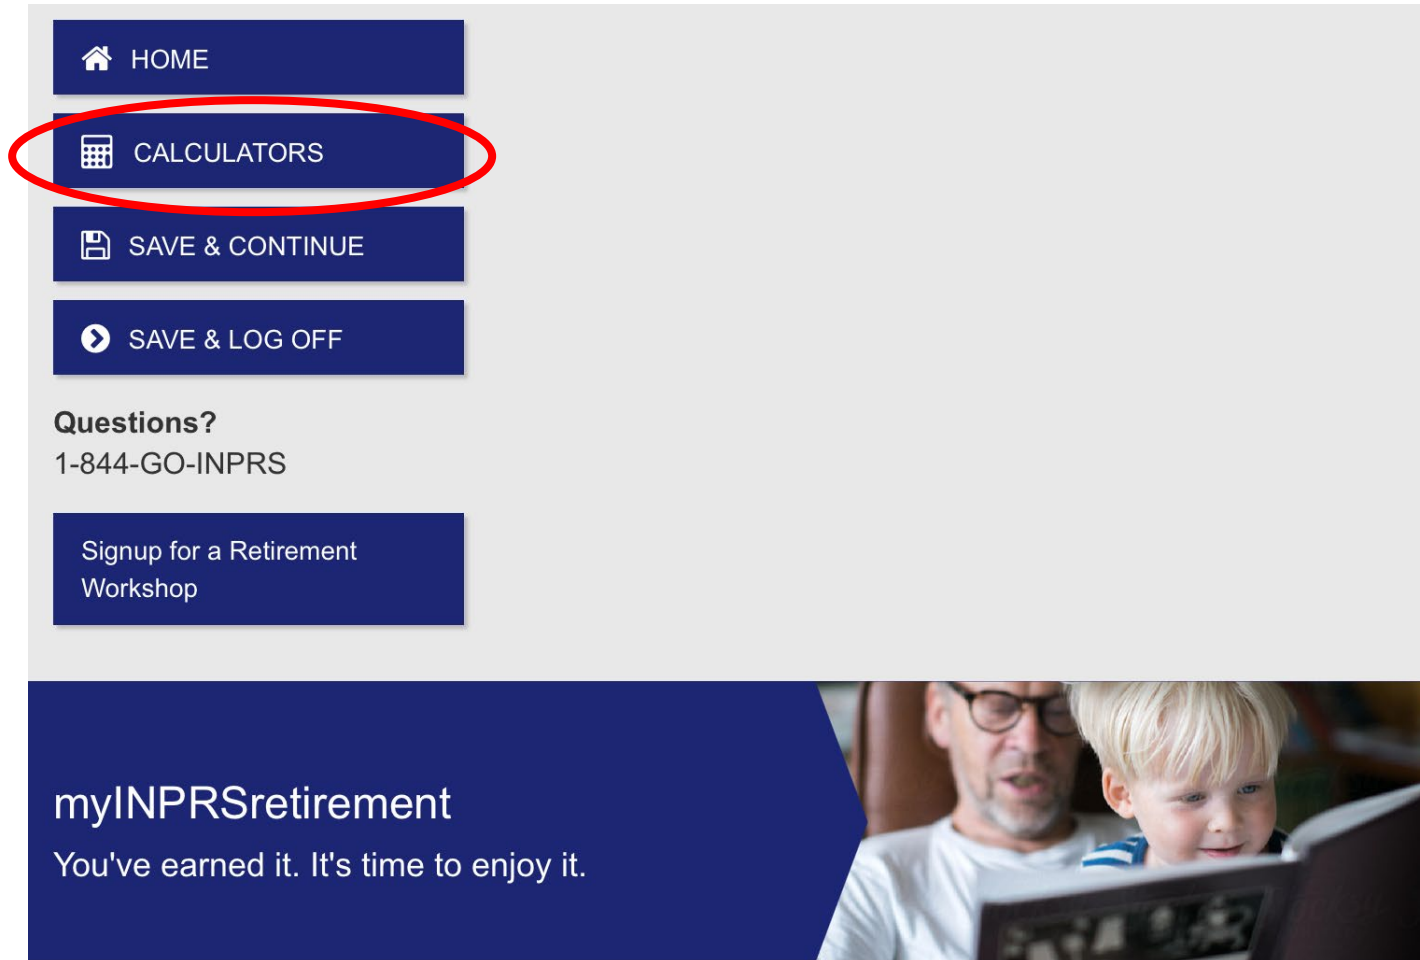 HOME
CALCULATORS
SAVE & CONTINUE
SAVE & LOG OFF
Questions?
1-844-GO-INPRS
Signup for a Retirement
Workshop
myINPRSretirement
You've earned it. It's time to enjoy it.